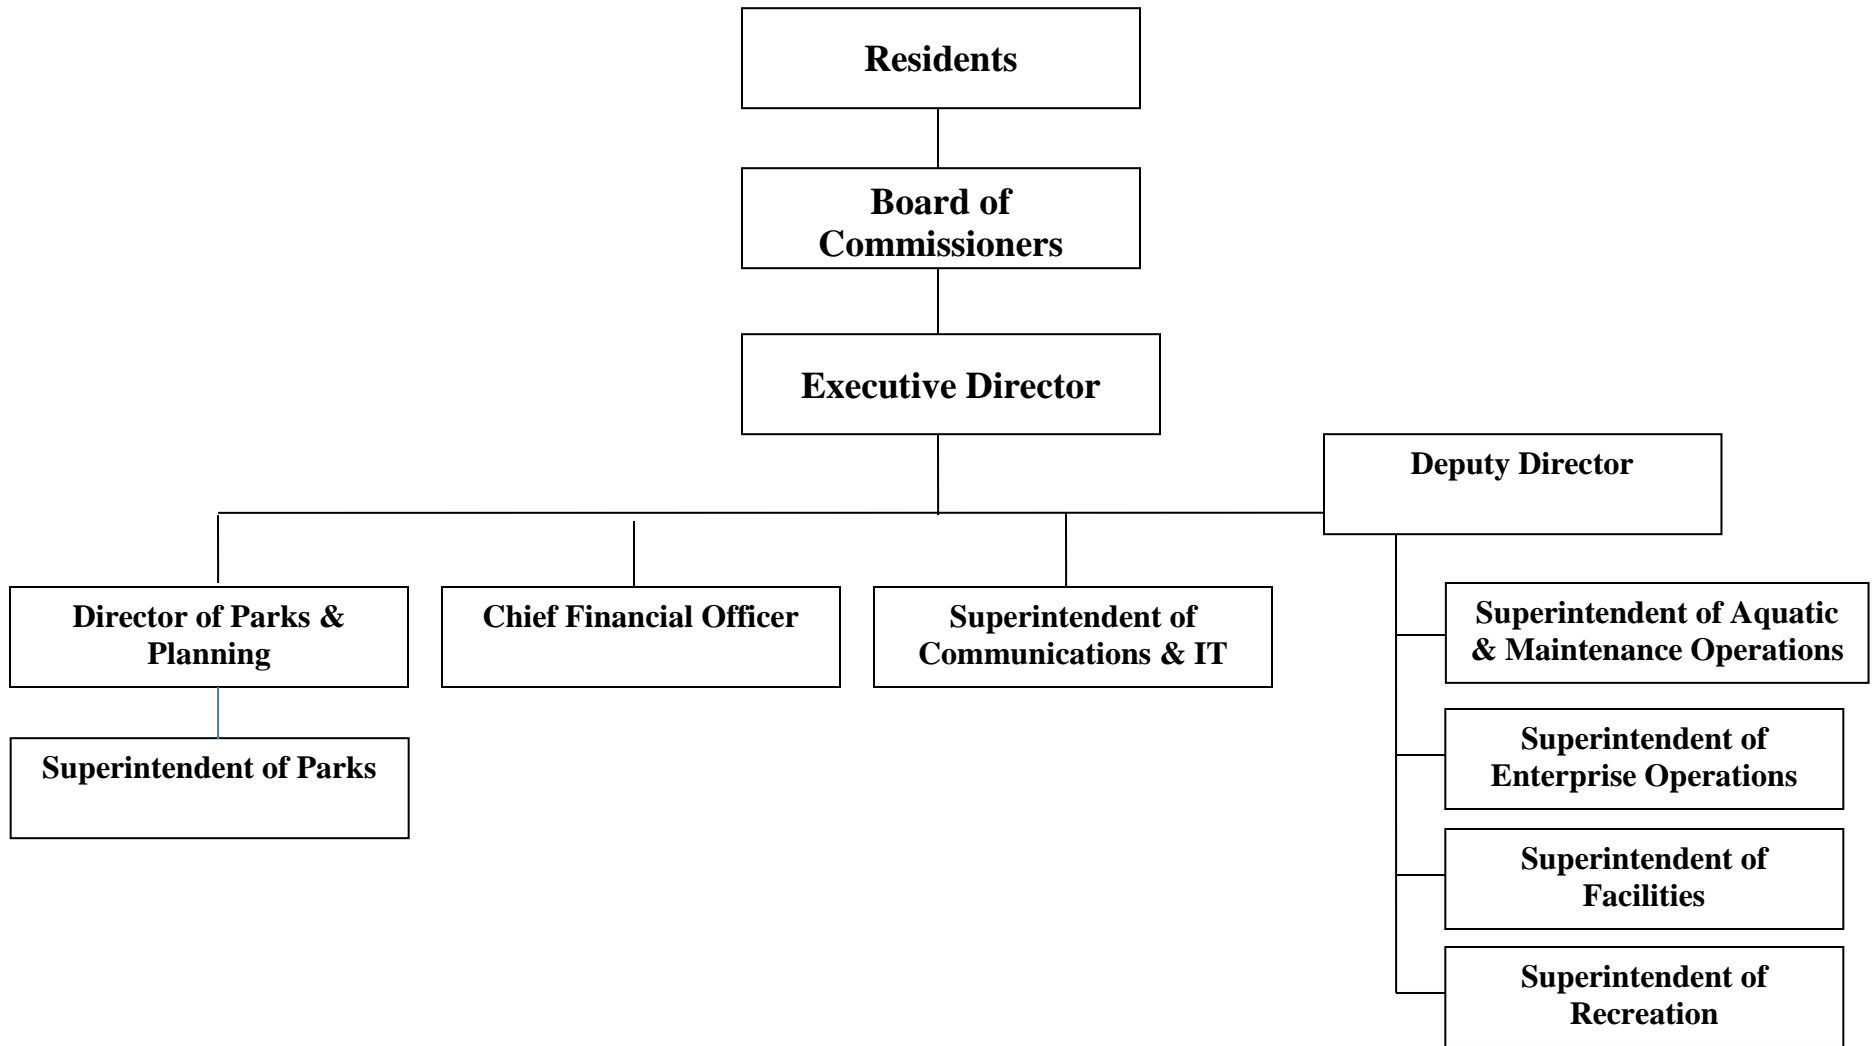 Residents
Board of
Commissioners
Executive Director
Deputy Director
Director of Parks &
Planning
Chief Financial Officer
Superintendent of
Communications & IT
Superintendent of Aquatic
& Maintenance Operations
Superintendent of Parks
Superintendent of
Enterprise Operations
Superintendent of
Facilities
Superintendent of
Recreation